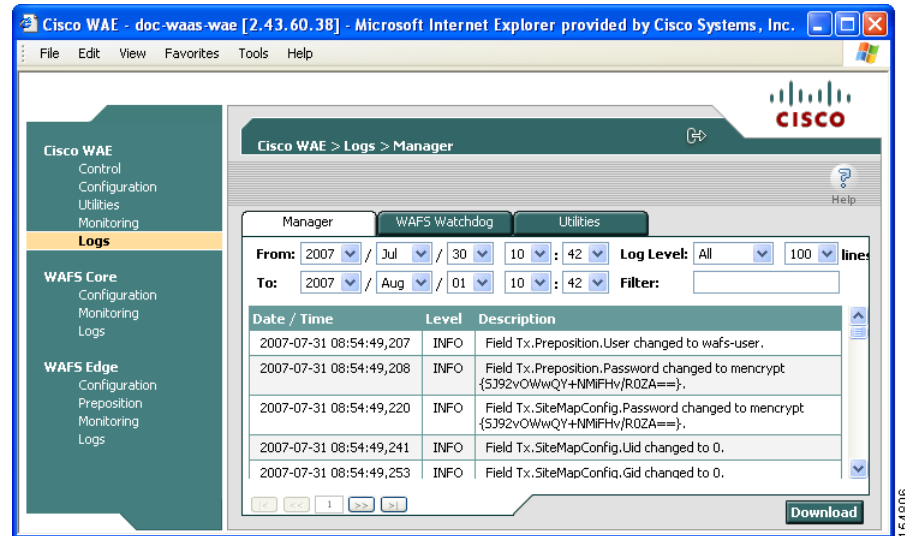 Cisco WAE - doc-waas-wae [2.43.60.38] - Microsoft Internet Explorer provided by Cisco Systems, Inc.
File Edit View Favorites Tools Help
CISCO
Cisco WAE > Logs > Manager
Help
Cisco WAE
Control
Configuration
Utilities
Monitoring
Logs
WAFS Core
Configuration
Monitoring
Logs
WAFS Edge
Configuration
Preposition
Monitoring
Logs
Manager WAFS Watchdog Utilities
From: 2007 / Jul / 30 10 : 42 Log Level: All 100 lines
To: 2007 / Aug / 01 10 : 42 Filter:
Date / Time Level Description
2007-07-31 08:54:49,207 INFO Field Tx.Preposition.User changed to wafs-user.
2007-07-31 08:54:49,208 INFO Field Tx.Preposition.Password changed to mencrypt
{SJ92vOWwQY+NMiFHv/R0ZA==}.
2007-07-31 08:54:49,220 INFO Field Tx.SiteMapConfig.Password changed to mencrypt
{SJ92vOWwQY+NMiFHv/R0ZA==}.
2007-07-31 08:54:49,241 INFO Field Tx.SiteMapConfig.Uid changed to 0.
2007-07-31 08:54:49,253 INFO Field Tx.SiteMapConfig.Gid changed to 0.
|< << 1 >> >|
Download
154806